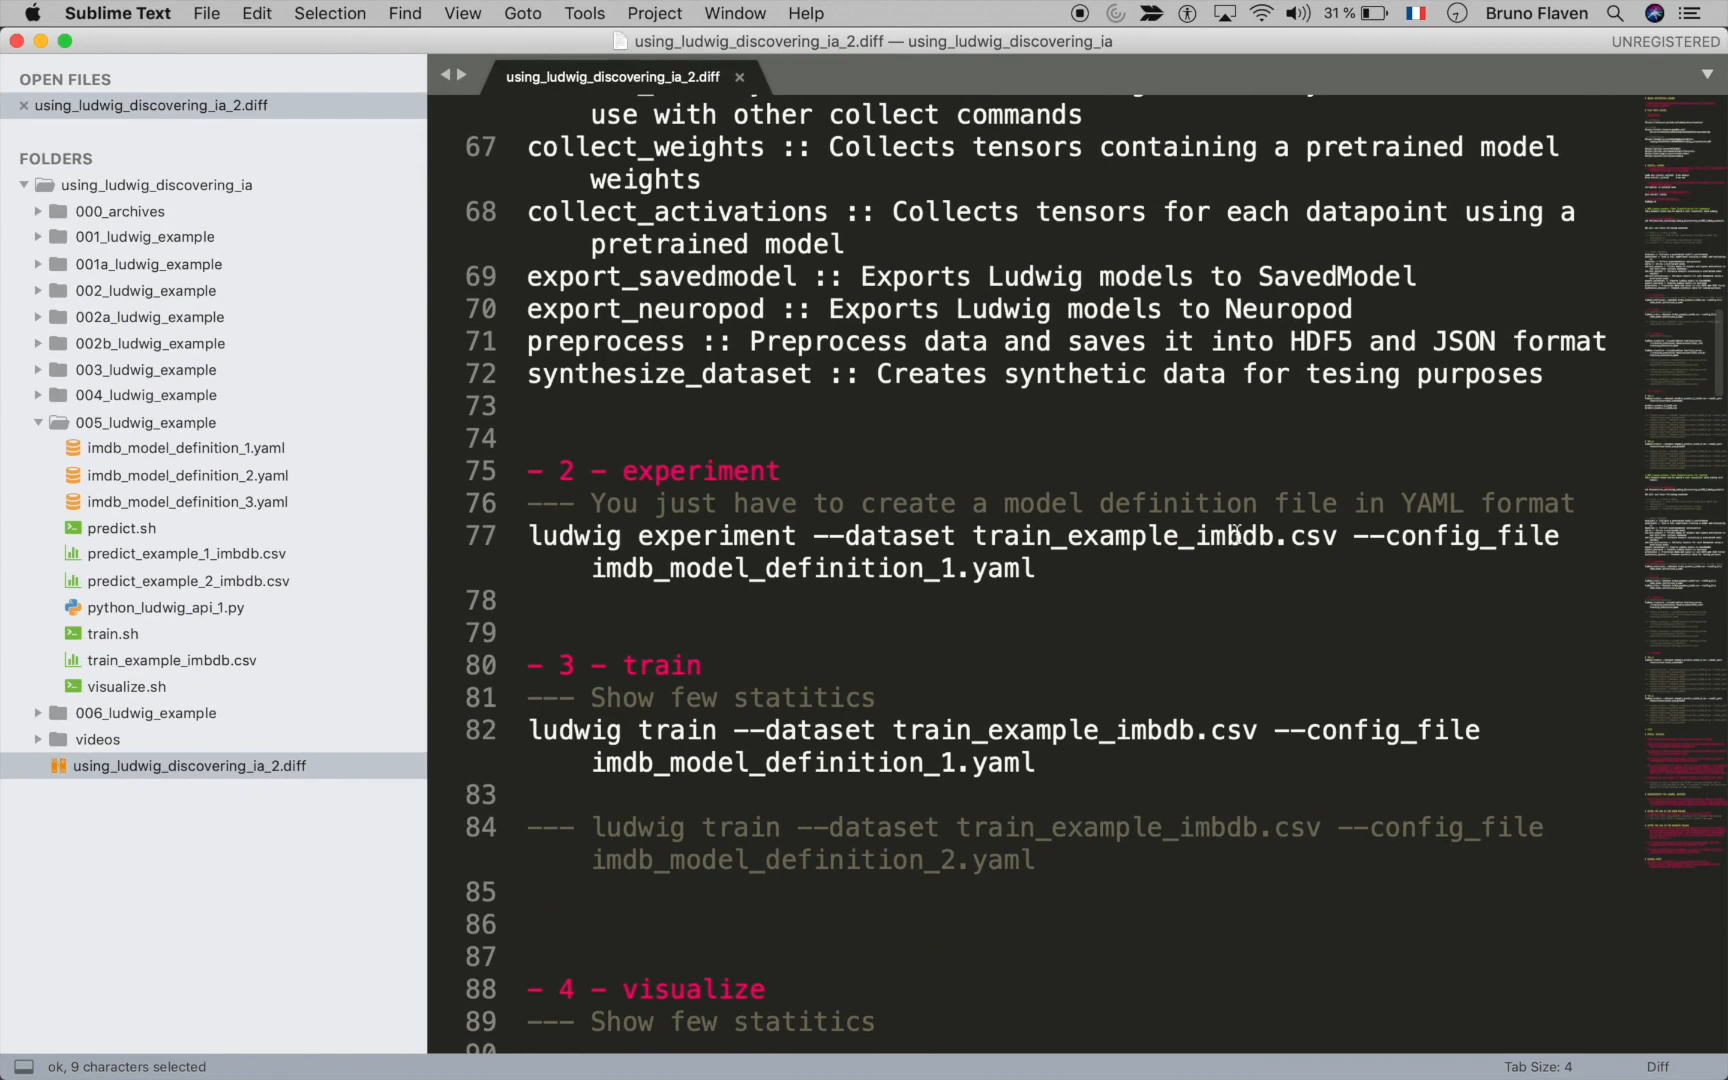 Sublime Text File Edit Selection Find View Goto Tools Project Window Help 31 % Bruno Flaven
using_ludwig_discovering_ia_2.diff — using_ludwig_discovering_ia UNREGISTERED
OPEN FILES
using_ludwig_discovering_ia_2.diff
FOLDERS
using_ludwig_discovering_ia
000_archives
001_ludwig_example
001a_ludwig_example
002_ludwig_example
002a_ludwig_example
002b_ludwig_example
003_ludwig_example
004_ludwig_example
005_ludwig_example
imdb_model_definition_1.yaml
imdb_model_definition_2.yaml
imdb_model_definition_3.yaml
predict.sh
predict_example_1_imbdb.csv
predict_example_2_imbdb.csv
python_ludwig_api_1.py
train.sh
train_example_imbdb.csv
visualize.sh
006_ludwig_example
videos
using_ludwig_discovering_ia_2.diff
using_ludwig_discovering_ia_2.diff
use with other collect commands
67 collect_weights :: Collects tensors containing a pretrained model
weights
68 collect_activations :: Collects tensors for each datapoint using a
pretrained model
69 export_savedmodel :: Exports Ludwig models to SavedModel
70 export_neuropod :: Exports Ludwig models to Neuropod
71 preprocess :: Preprocess data and saves it into HDF5 and JSON format
72 synthesize_dataset :: Creates synthetic data for tesing purposes
73
74
75 - 2 - experiment
76 --- You just have to create a model definition file in YAML format
77 ludwig experiment --dataset train_example_imbdb.csv --config_file
imdb_model_definition_1.yaml
78
79
80 - 3 - train
81 --- Show few statitics
82 ludwig train --dataset train_example_imbdb.csv --config_file
imdb_model_definition_1.yaml
83
84 --- ludwig train --dataset train_example_imbdb.csv --config_file
imdb_model_definition_2.yaml
85
86
87
88 - 4 - visualize
89 --- Show few statitics
90
ok, 9 characters selected Tab Size: 4 Diff